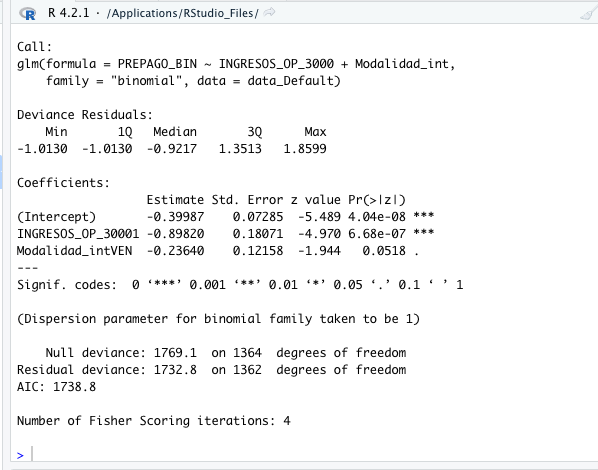 R 4.2.1 · /Applications/RStudio_Files/
Call:
glm(formula = PREPAGO_BIN ~ INGRESOS_OP_3000 + Modalidad_int,
    family = "binomial", data = data_Default)
Deviance Residuals:
    Min       1Q   Median       3Q      Max
-1.0130  -1.0130  -0.9217   1.3513   1.8599
Coefficients:
                  Estimate Std. Error z value Pr(>|z|)
(Intercept)       -0.39987    0.07285  -5.489 4.04e-08 ***
INGRESOS_OP_30001 -0.89820    0.18071  -4.970 6.68e-07 ***
Modalidad_intVEN  -0.23640    0.12158  -1.944   0.0518 .
---
Signif. codes:  0 ‘***’ 0.001 ‘**’ 0.01 ‘*’ 0.05 ‘.’ 0.1 ‘ ’ 1
(Dispersion parameter for binomial family taken to be 1)
    Null deviance: 1769.1  on 1364  degrees of freedom
Residual deviance: 1732.8  on 1362  degrees of freedom
AIC: 1738.8
Number of Fisher Scoring iterations: 4
>